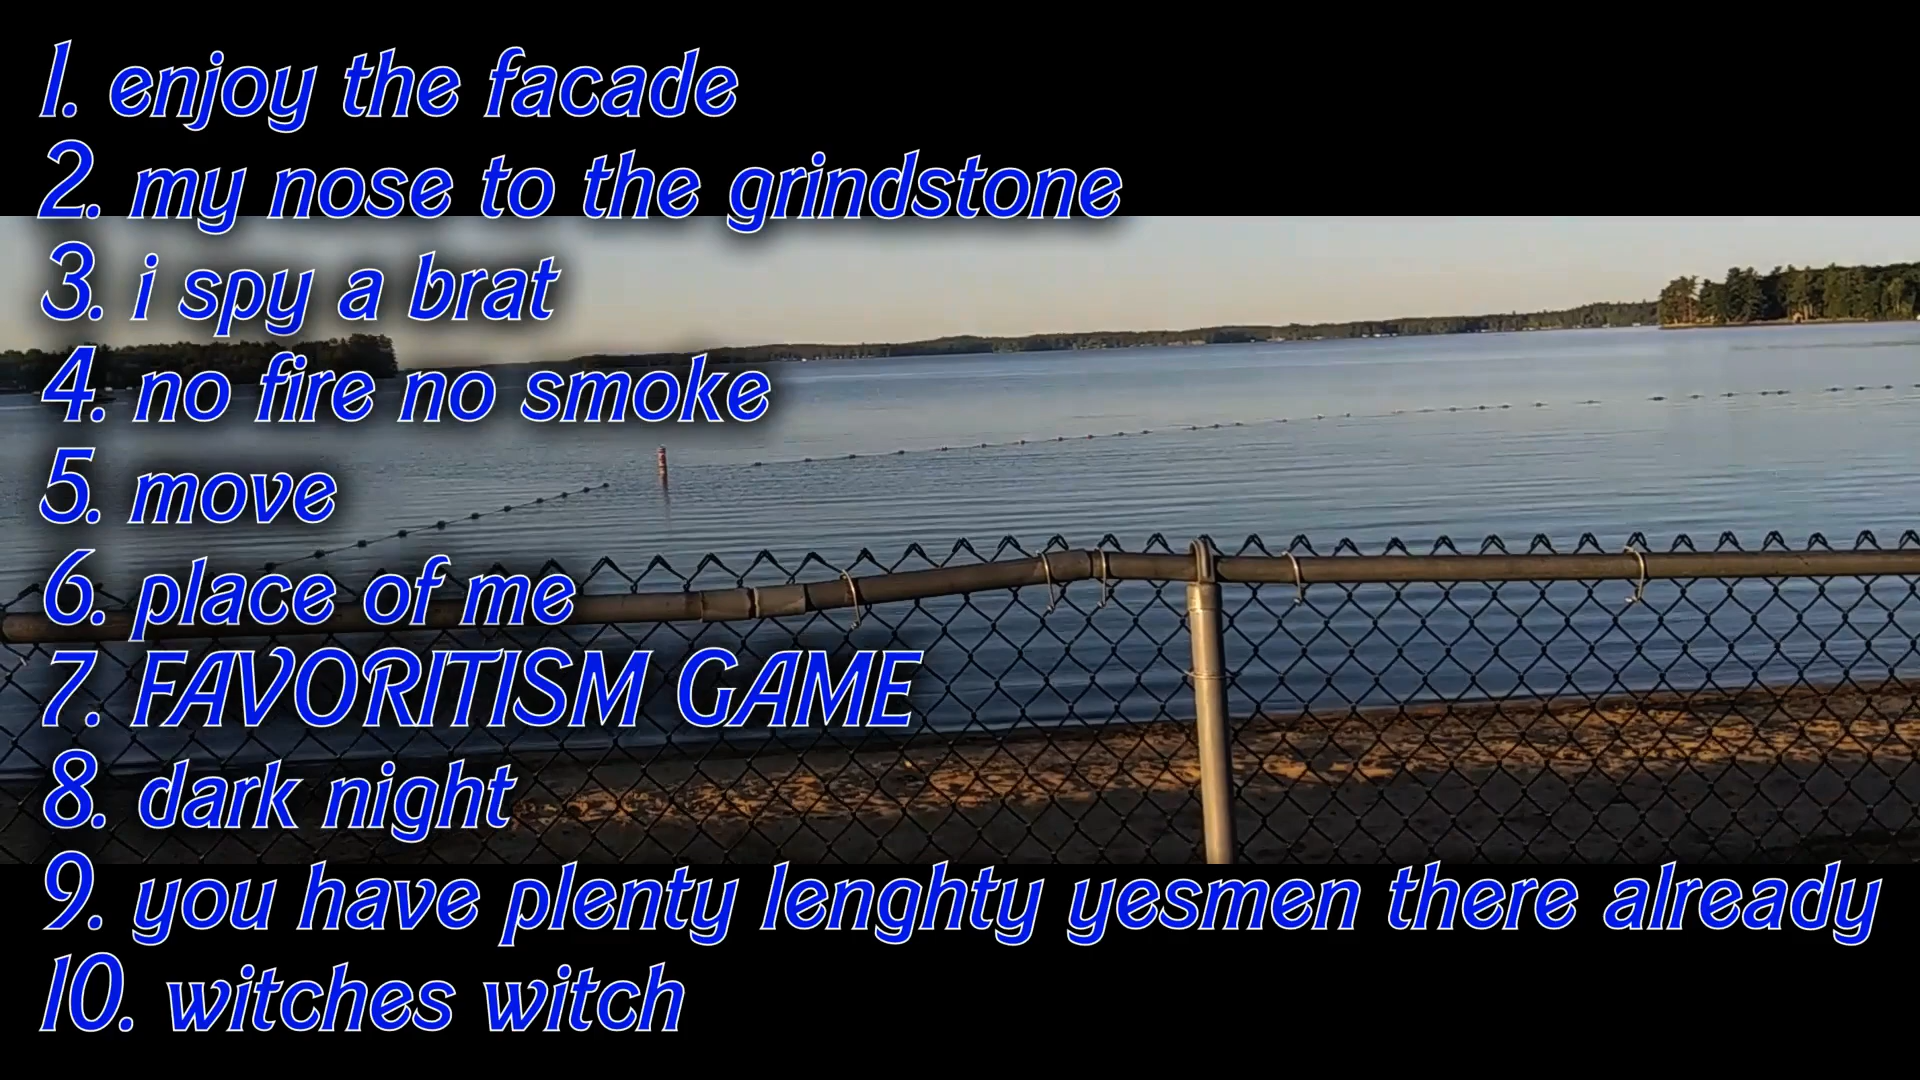 1. enjoy the facade
2. my nose to the grindstone
3. i spy a brat
4. no fire no smoke
5. move
6. place of me
7. FAVORITISM GAME
8. dark night
9. you have plenty lenghty yesmen there already
10. witches witch